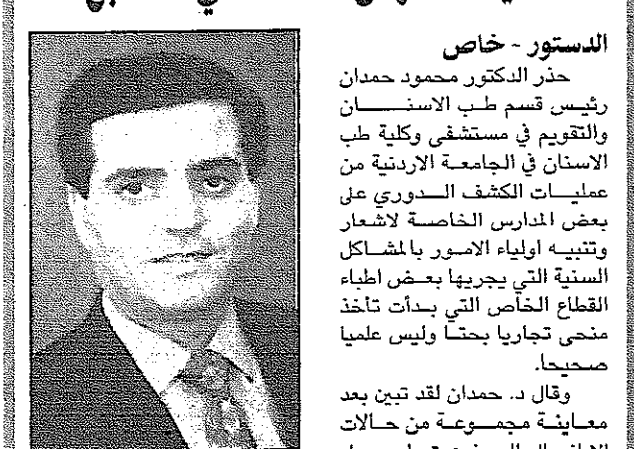 الدستور - خاص
حذر الدكتور محمود حمدان
رئيس قسم طب الاسنان
والتقويم في مستشفى وكلية طب
الاسنان في الجامعة الاردنية من
عمليات الكشف الدوري على
بعض المدارس الخاصة لاشعار
وتنبيه اولياء الامور بالمشاكل
السنية التي يجريها بعض اطباء
القطاع الخاص التي بدأت تأخذ
منحى تجاريا بحتا وليس علميا
صحيحا.
وقال د. حمدان لقد تبين بعد
معاينة مجموعة من حالات